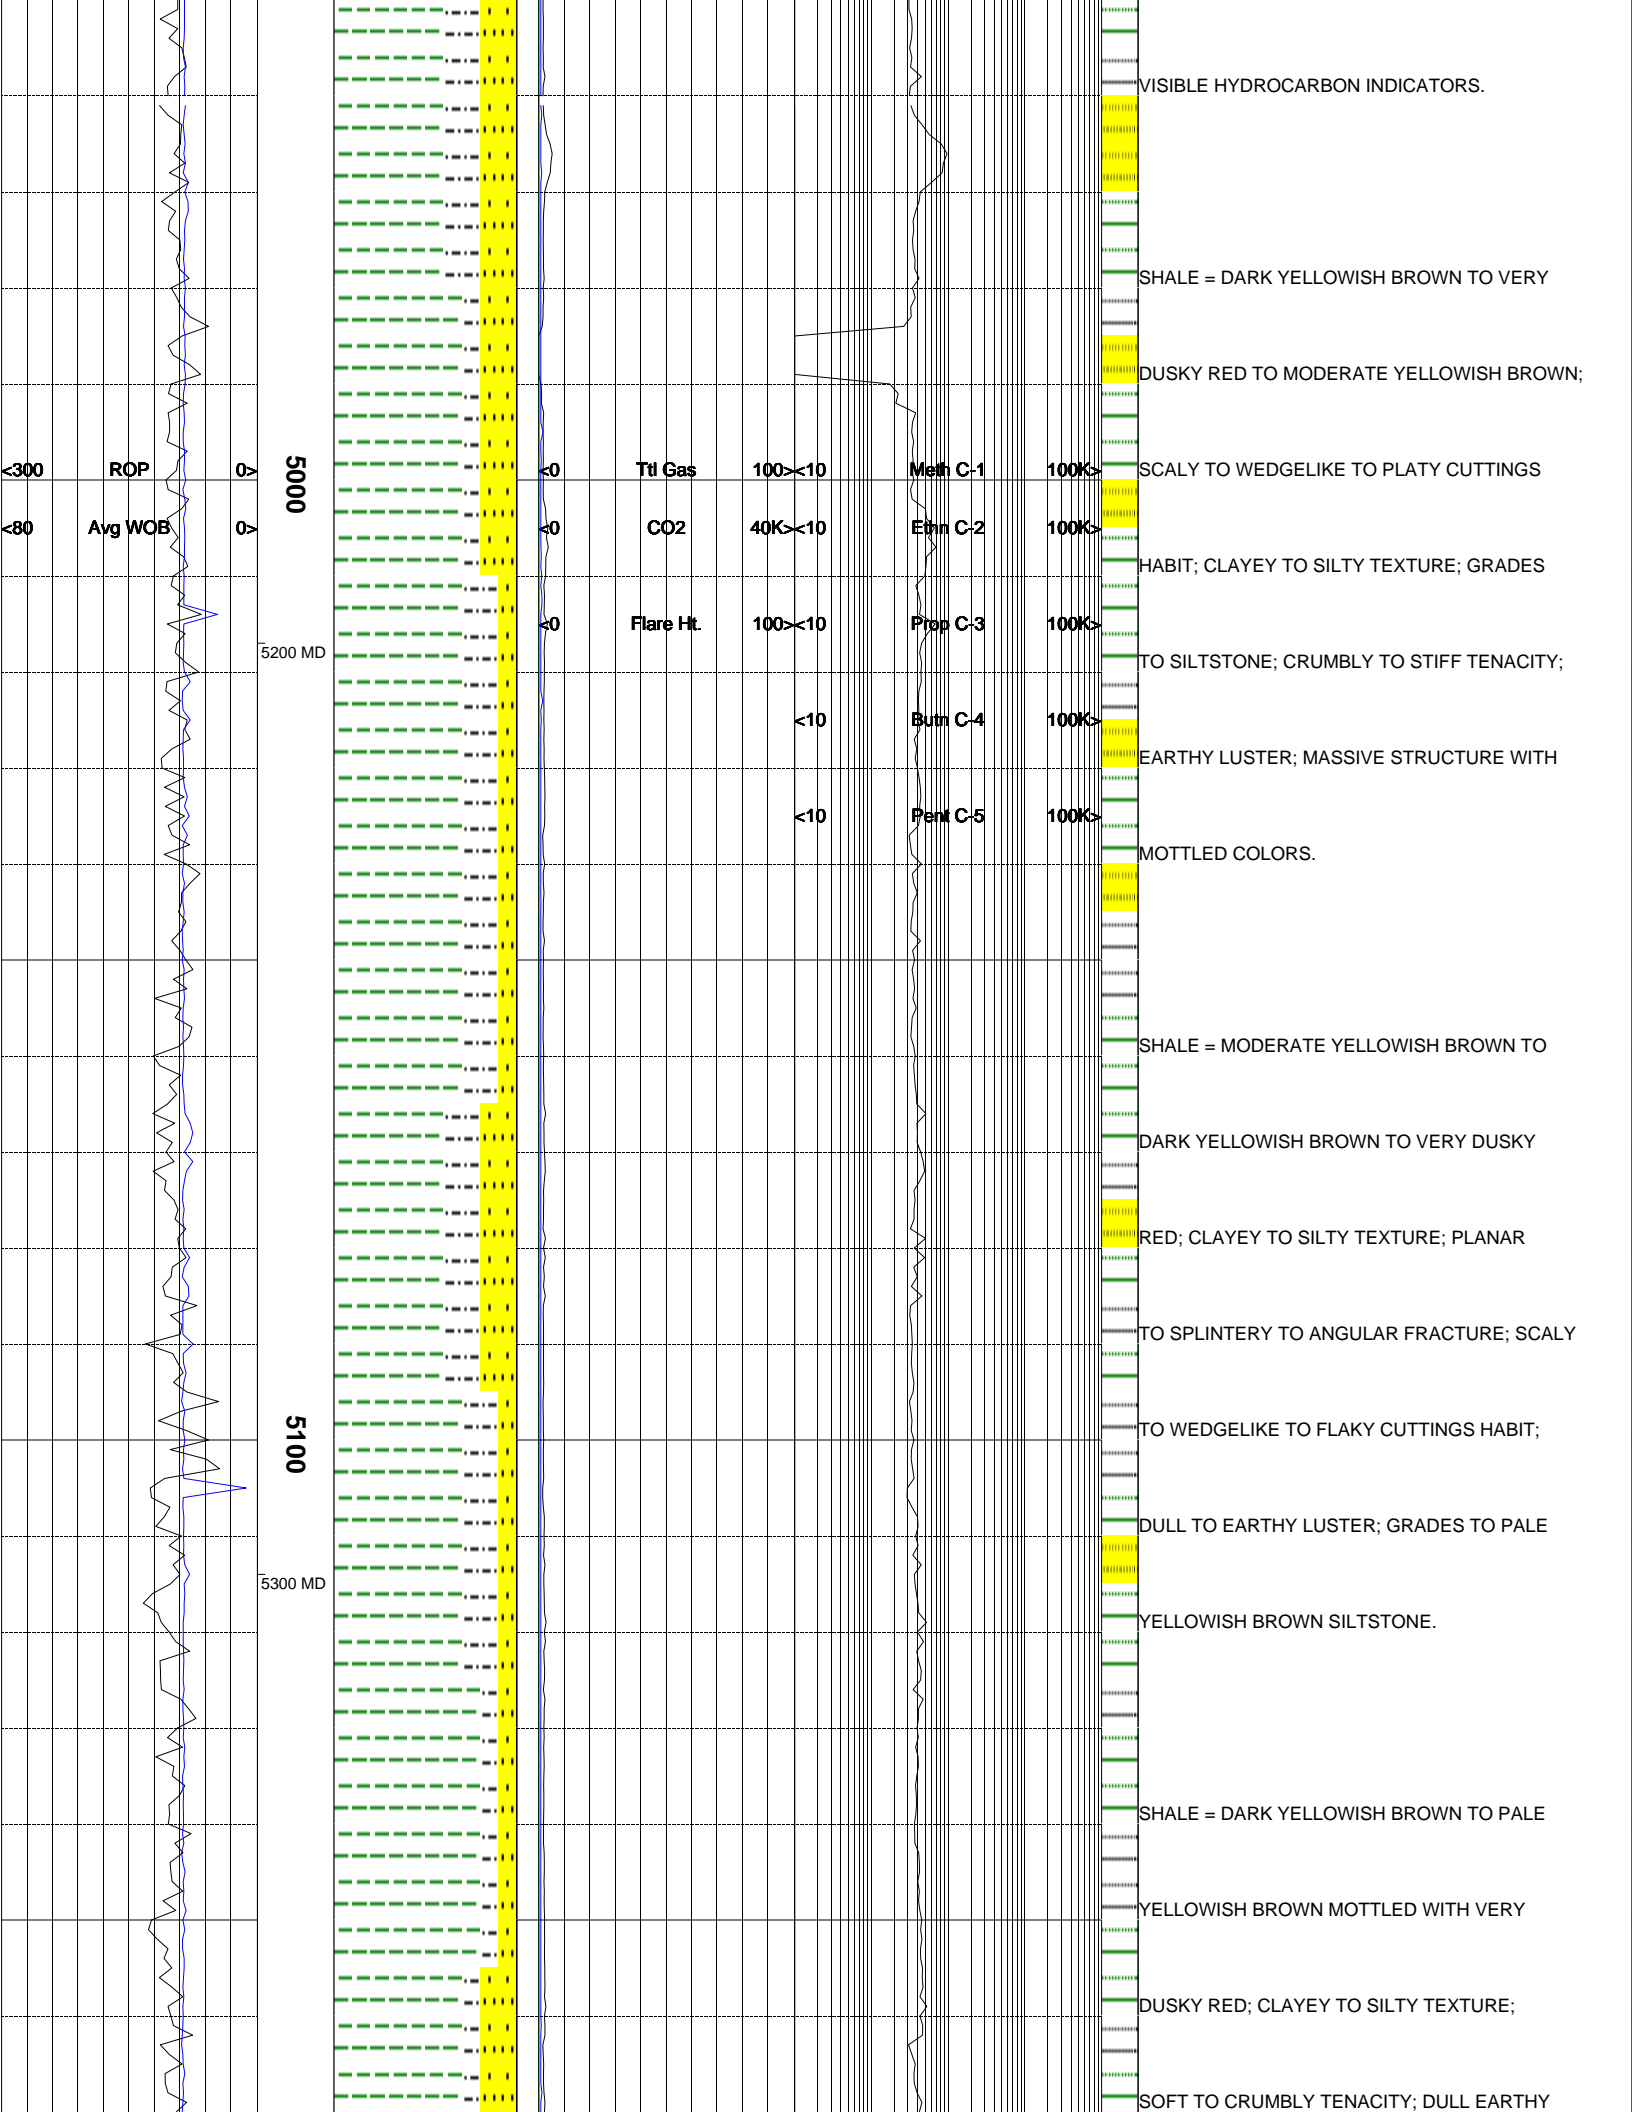 VISIBLE HYDROCARBON INDICATORS.
SHALE = DARK YELLOWISH BROWN TO VERY
DUSKY RED TO MODERATE YELLOWISH BROWN;
<300 ROP 0> 5000 <0 Ttl Gas 100> <10 Meth C-1 100K> SCALY TO WEDGELIKE TO PLATY CUTTINGS
<80 Avg WOB 0> <0 CO2 40K> <10 Ethn C-2 100K>
HABIT; CLAYEY TO SILTY TEXTURE; GRADES
<0 Flare Ht. 100> <10 Prop C-3 100K>
5200 MD TO SILTSTONE; CRUMBLY TO STIFF TENACITY;
<10 Butn C-4 100K>
EARTHY LUSTER; MASSIVE STRUCTURE WITH
<10 Pent C-5 100K>
MOTTLED COLORS.
SHALE = MODERATE YELLOWISH BROWN TO
DARK YELLOWISH BROWN TO VERY DUSKY
RED; CLAYEY TO SILTY TEXTURE; PLANAR
TO SPLINTERY TO ANGULAR FRACTURE; SCALY
5100 TO WEDGELIKE TO FLAKY CUTTINGS HABIT;
DULL TO EARTHY LUSTER; GRADES TO PALE
5300 MD
YELLOWISH BROWN SILTSTONE.
SHALE = DARK YELLOWISH BROWN TO PALE
YELLOWISH BROWN MOTTLED WITH VERY
DUSKY RED; CLAYEY TO SILTY TEXTURE;
SOFT TO CRUMBLY TENACITY; DULL EARTHY